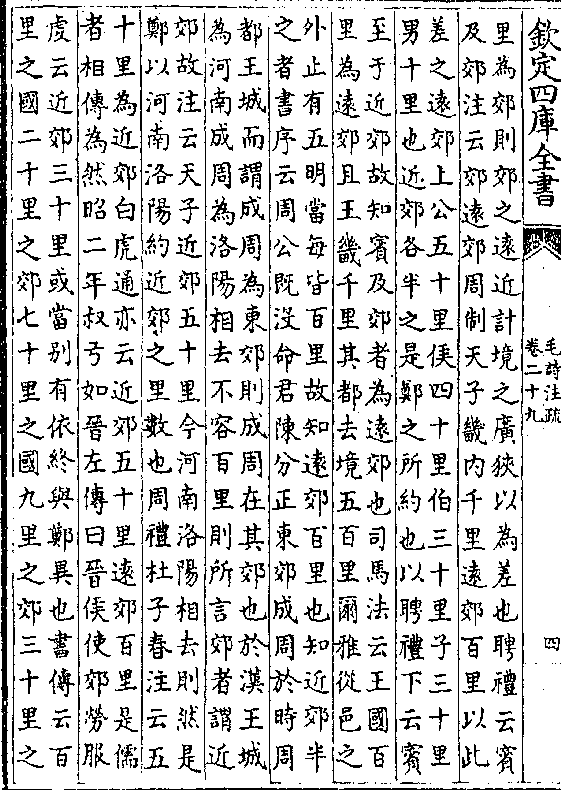 欽定四庫全書
毛詩注疏
卷二十九
四
里為郊則郊之遠近計境之廣狹以為差也聘禮云賓
及郊注云郊遠郊周制天子畿内千里遠郊百里以此
差之遠郊上公五十里侯四十里伯三十里子三十里
男十里也近郊各半之是鄭之所約也以聘禮下云賓
至于近郊故知賓及郊者為遠郊也司馬法云王國百
里為遠郊且王畿千里其都去境五百里爾雅從邑之
外止有五明當每皆百里故知遠郊百里也知近郊半
之者書序云周公既没命君陳分正東郊成周於時周
都王城而謂成周為東郊則成周在其郊也於漢王城
為河南成周為洛陽相去不容百里則所言郊者謂近
郊故注云天子近郊五十里今河南洛陽相去則然是
鄭以河南洛陽約近郊之里數也周禮杜子春注云五
十里為近郊白虎通亦云近郊五十里遠郊百里是儒
者相傳為然昭二年叔弓如晉左傳曰晉侯使郊勞服
虔云近郊三十里或當别有依終與鄭異也書傳云百
里之國二十里之郊七十里之國九里之郊三十里之